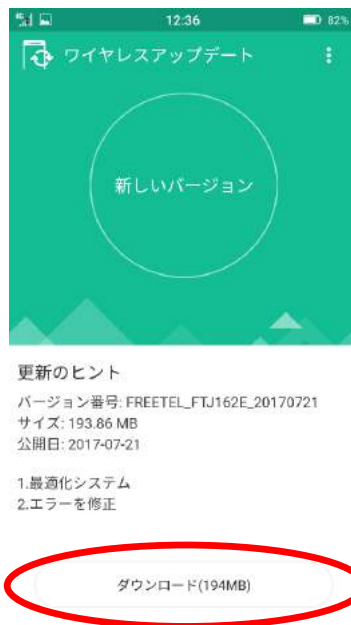 12:36
82%
ワイヤレスアップデート
新しいバージョン
更新のヒント
バージョン番号: FREETEL_FTJ162E_20170721
サイズ: 193.86 MB
公開日: 2017-07-21
1.最適化システム
2.エラーを修正
ダウンロード(194MB)